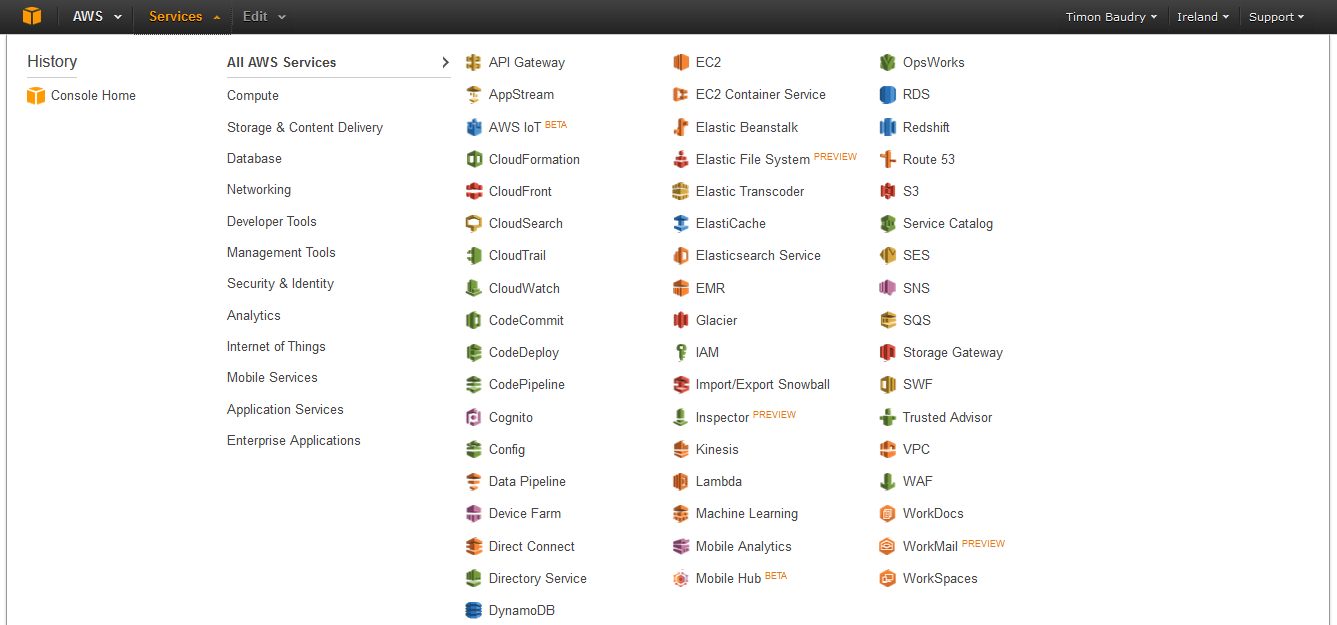 AWS Services Edit Timon Baudry Ireland Support
History
Console Home
All AWS Services
Compute
Storage & Content Delivery
Database
Networking
Developer Tools
Management Tools
Security & Identity
Analytics
Internet of Things
Mobile Services
Application Services
Enterprise Applications
API Gateway
AppStream
AWS IoT BETA
CloudFormation
CloudFront
CloudSearch
CloudTrail
CloudWatch
CodeCommit
CodeDeploy
CodePipeline
Cognito
Config
Data Pipeline
Device Farm
Direct Connect
Directory Service
DynamoDB
EC2
EC2 Container Service
Elastic Beanstalk
Elastic File System PREVIEW
Elastic Transcoder
ElastiCache
Elasticsearch Service
EMR
Glacier
IAM
Import/Export Snowball
Inspector PREVIEW
Kinesis
Lambda
Machine Learning
Mobile Analytics
Mobile Hub BETA
OpsWorks
RDS
Redshift
Route 53
S3
Service Catalog
SES
SNS
SQS
Storage Gateway
SWF
Trusted Advisor
VPC
WAF
WorkDocs
WorkMail PREVIEW
WorkSpaces